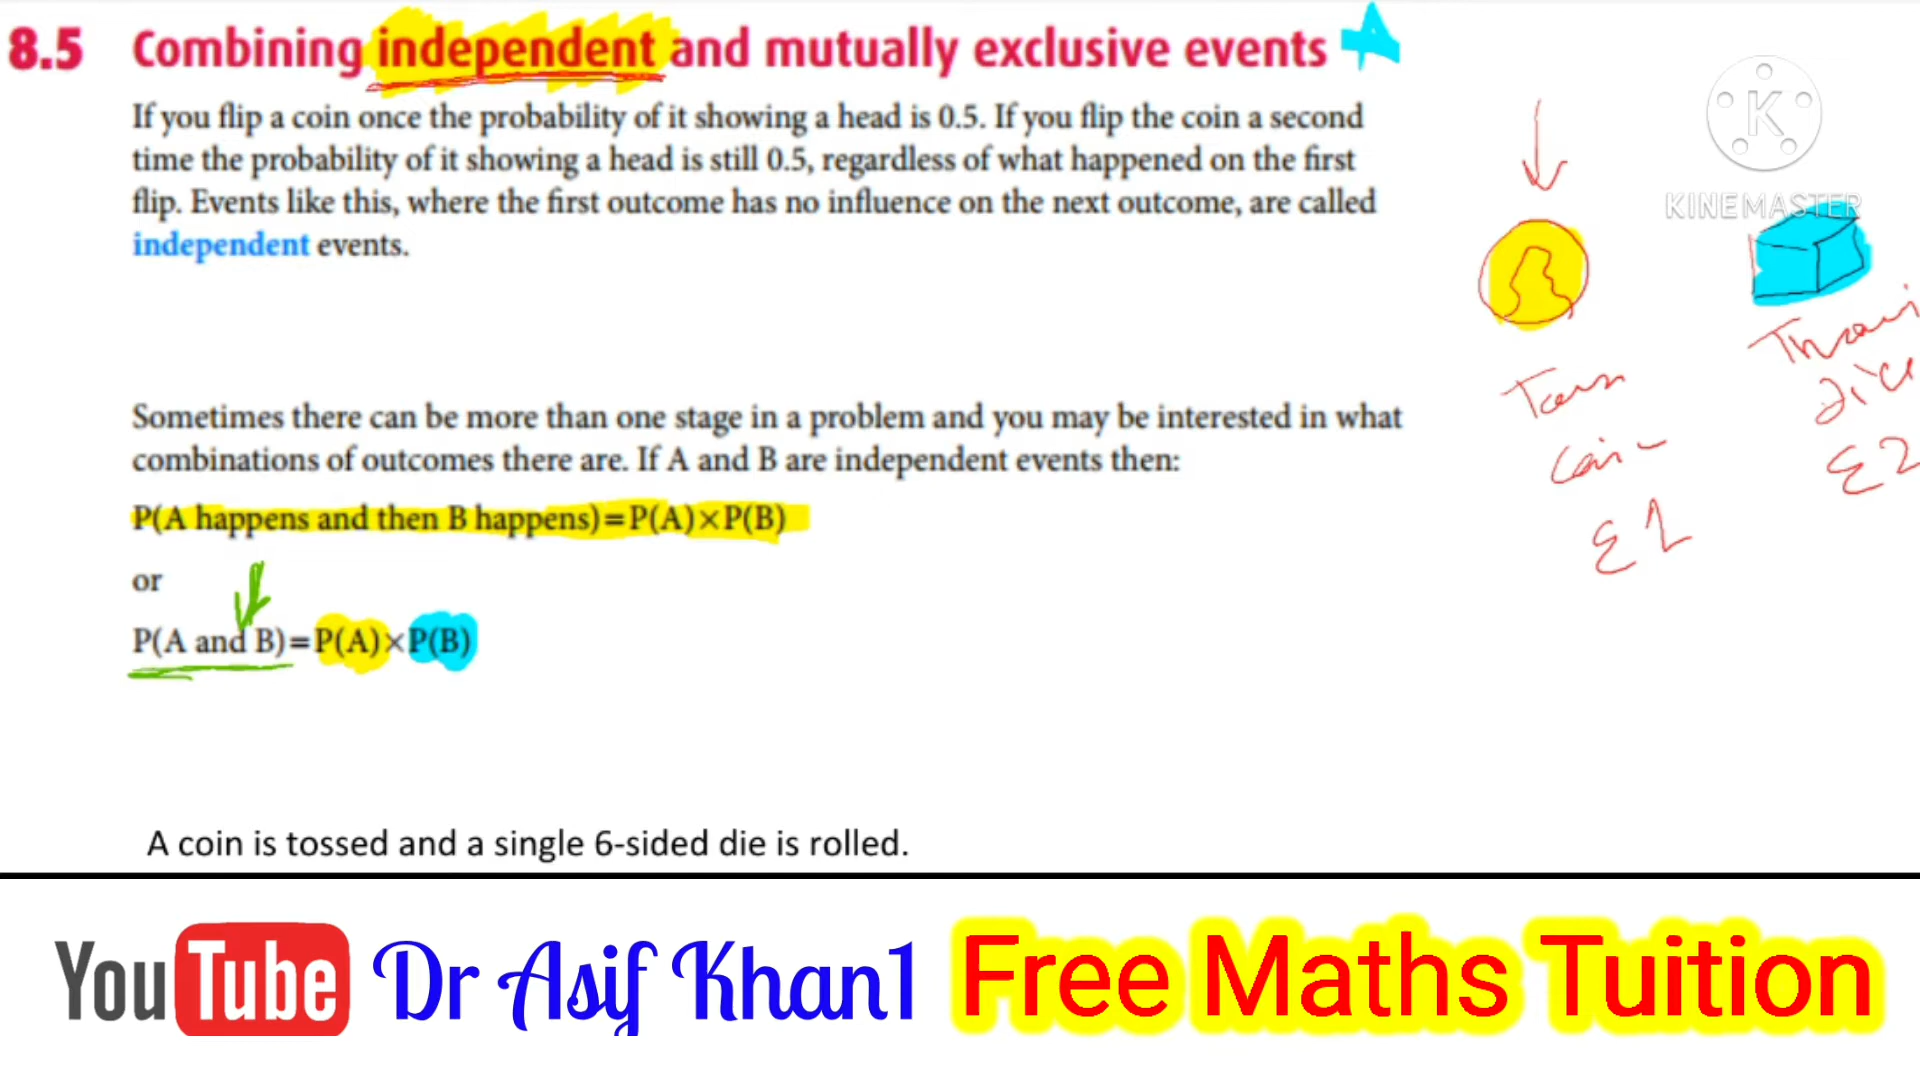 8.5 Combining independent and mutually exclusive events
If you flip a coin once the probability of it showing a head is 0.5. If you flip the coin a second
time the probability of it showing a head is still 0.5, regardless of what happened on the first
flip. Events like this, where the first outcome has no influence on the next outcome, are called
independent events.
KINEMASTER
K
Coin
E1
dice
E2
Sometimes there can be more than one stage in a problem and you may be interested in what
combinations of outcomes there are. If A and B are independent events then:
P(A happens and then B happens)=P(A)×P(B)
or
P(A and B)=P(A)×P(B)
A coin is tossed and a single 6-sided die is rolled.
YouTube Dr Asif Khan1 Free Maths Tuition